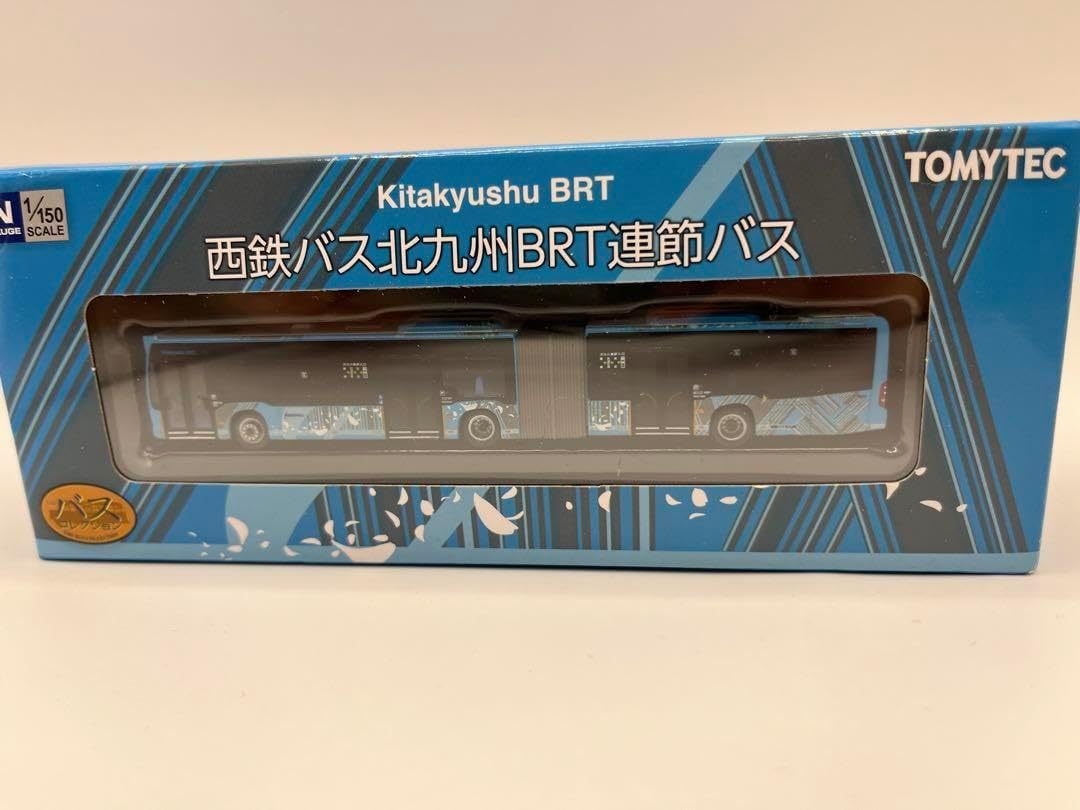 TOMYTEC
Kitakyushu BRT
N
1/150
SCALE
西鉄バス北九州BRT連節バス
バス
コレクション